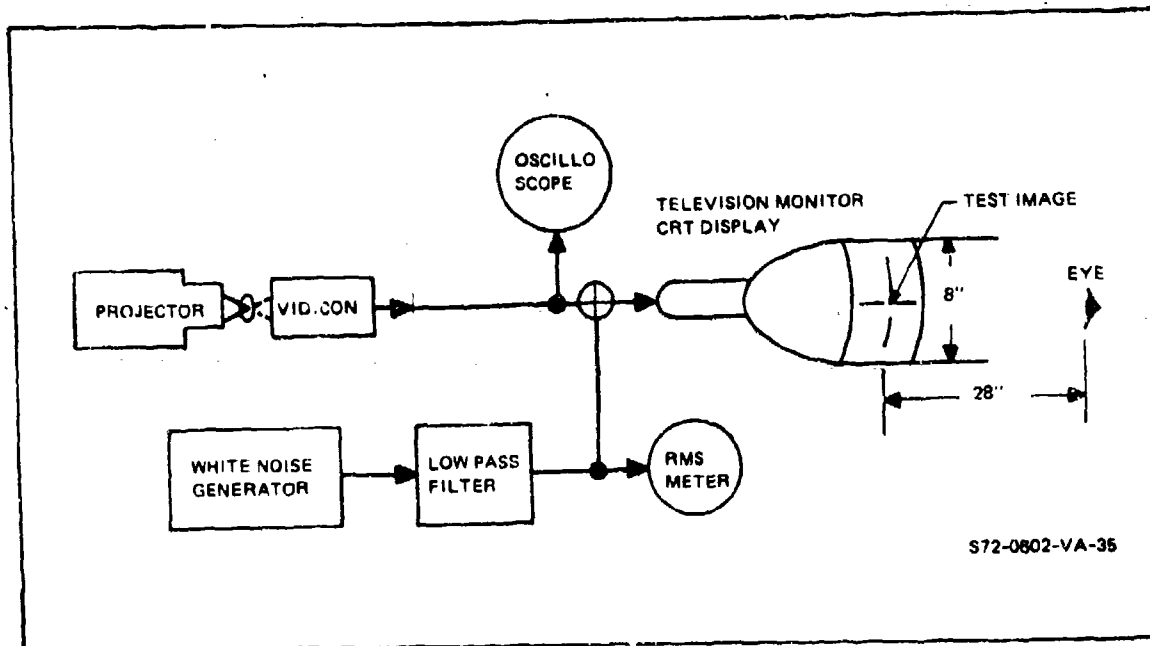 OSCILLO
SCOPE
TELEVISION MONITOR
CRT DISPLAY
TEST IMAGE
EYE
8"
PROJECTOR
VID.CON
28"
WHITE NOISE
GENERATOR
LOW PASS
FILTER
RMS
METER
S72-0602-VA-35